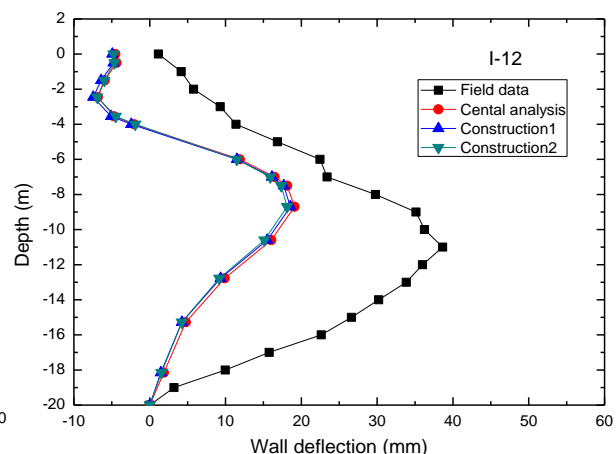 I-12
Field data
Cental analysis
Construction1
Construction2
Depth (m)
0
-2
-4
-6
-8
-10
-12
-14
-16
-18
-20
-10 0 10 20 30 40 50 60
0
Wall deflection (mm)